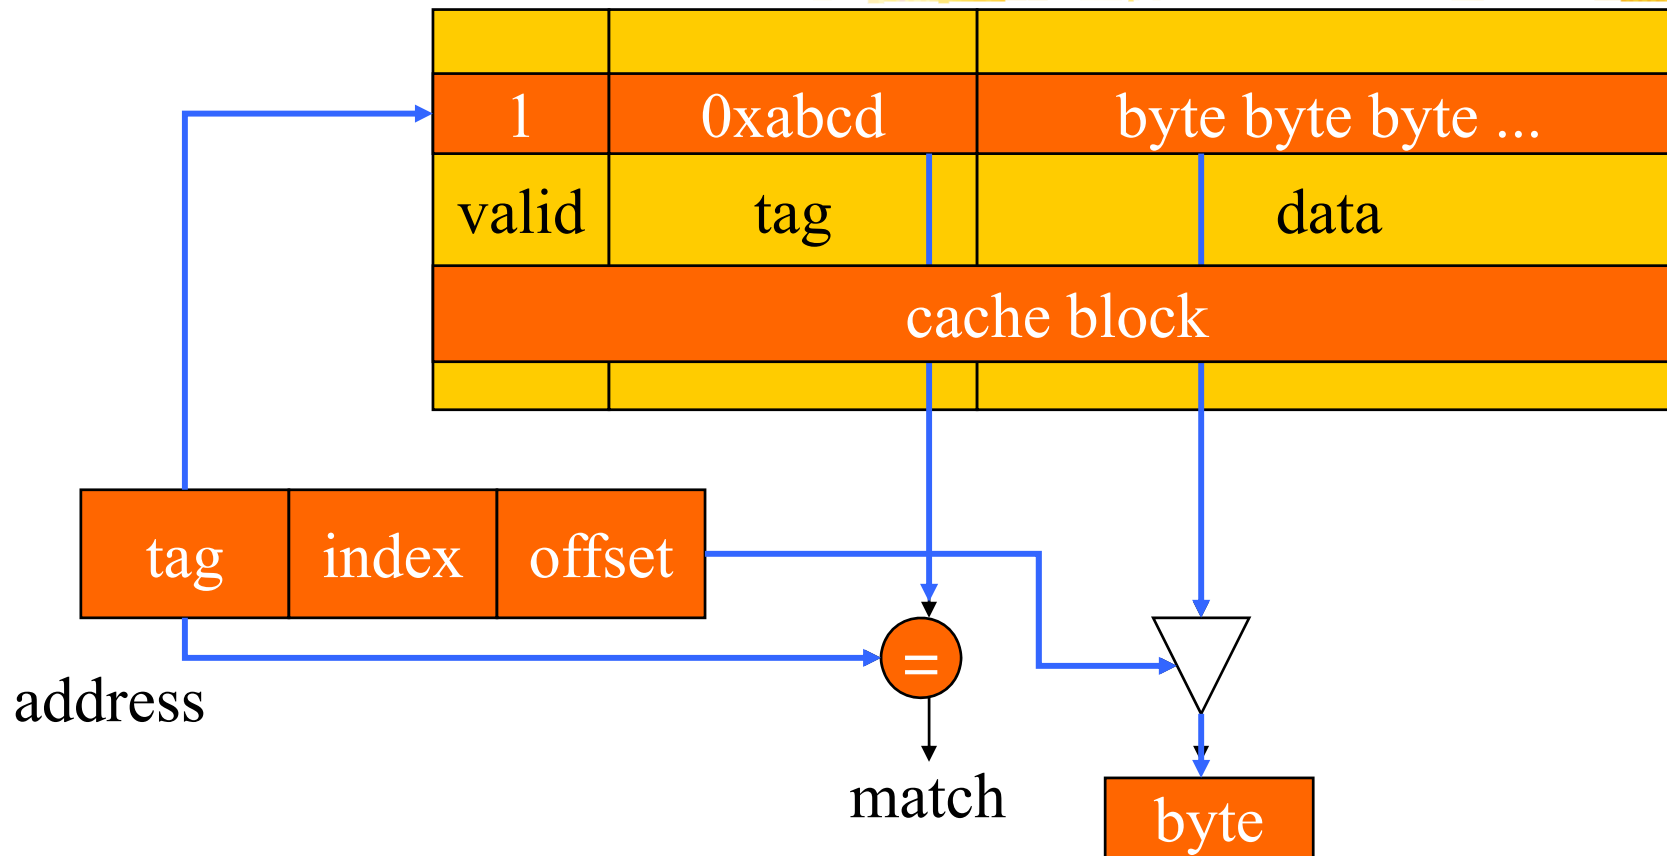 1 0xabcd byte byte byte ...
valid tag data
cache block
tag index offset
=
address
match
byte